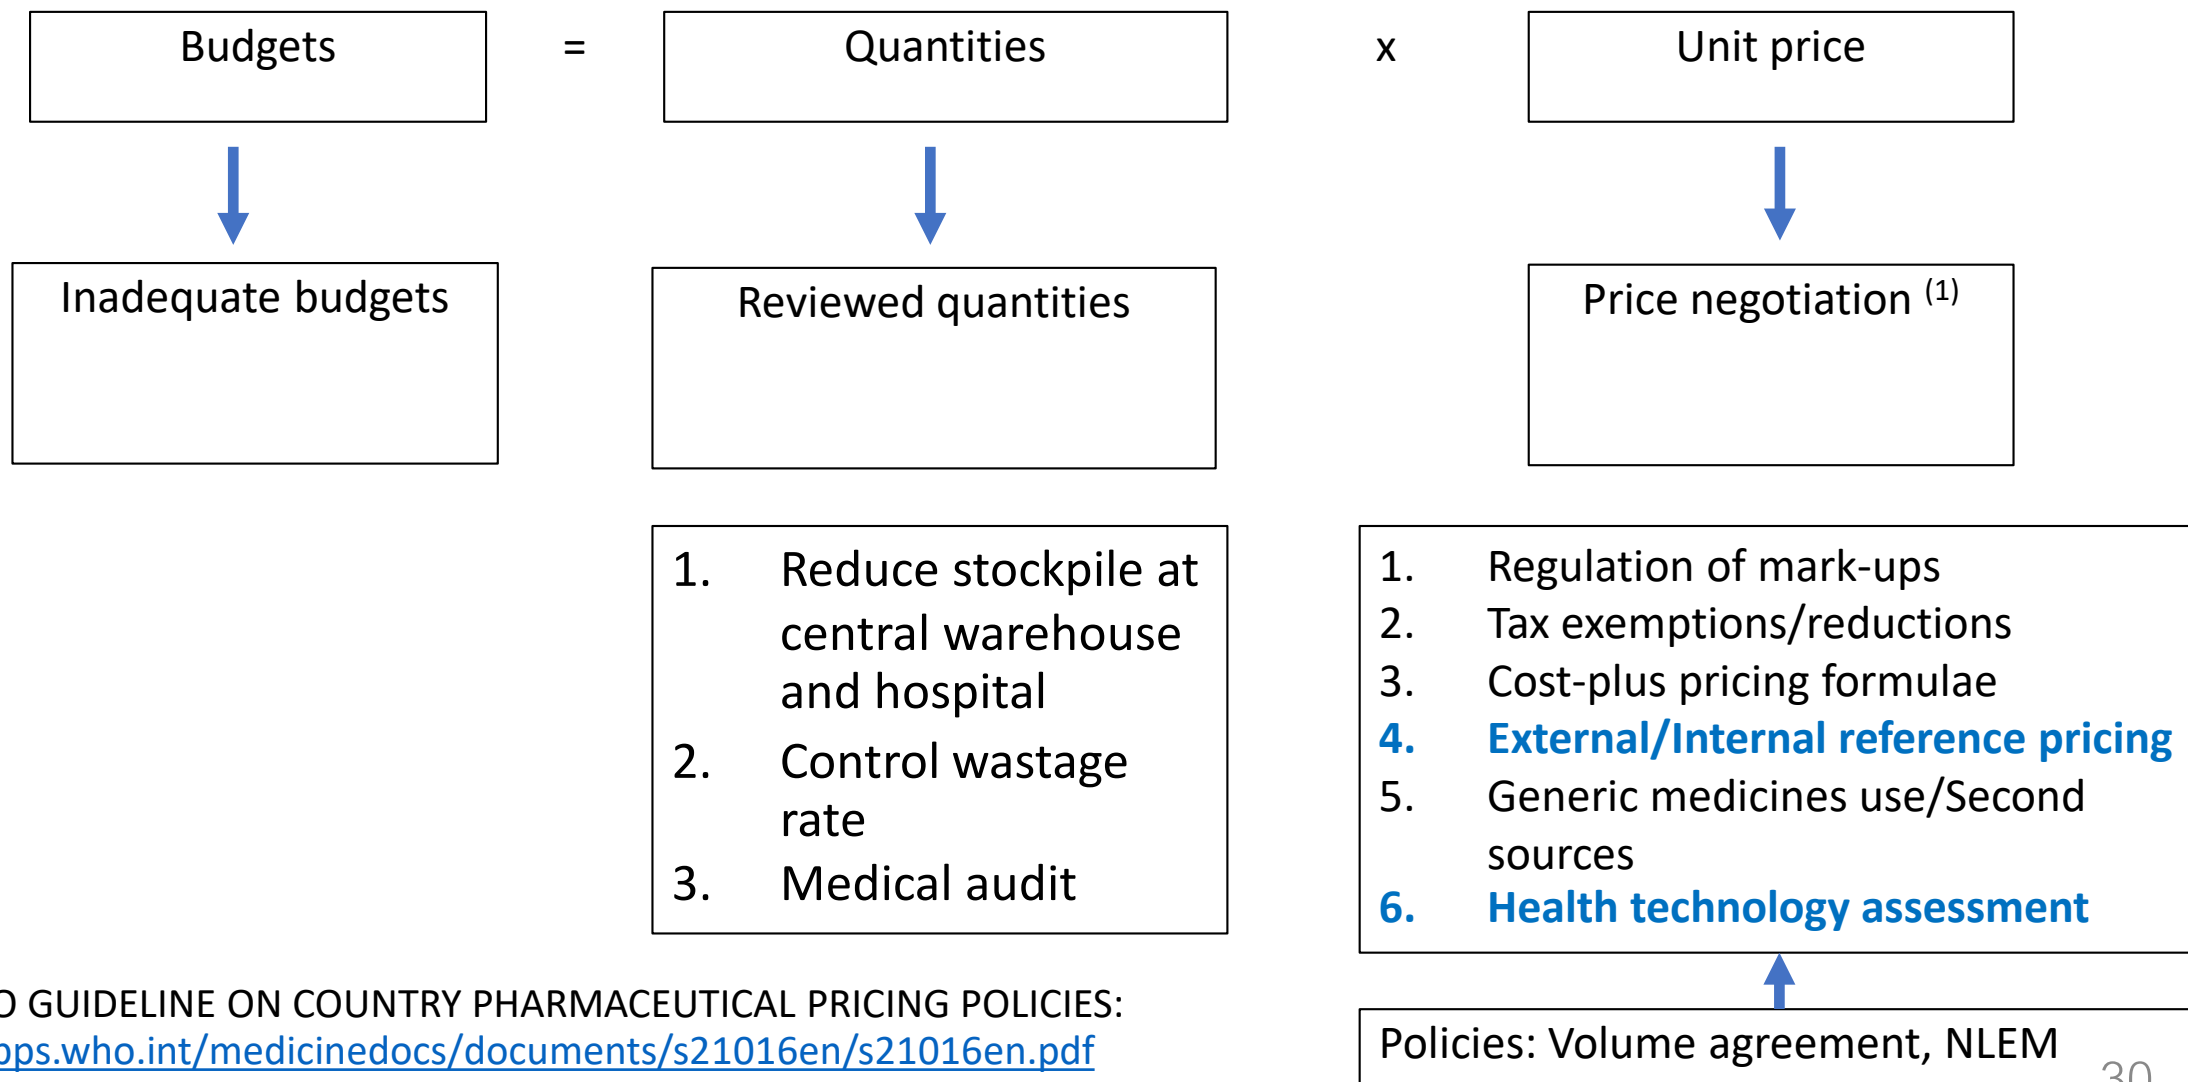 Budgets = Quantities x Unit price
Inadequate budgets
Reviewed quantities
Price negotiation (1)
1. Reduce stockpile at
central warehouse
and hospital
2. Control wastage
rate
3. Medical audit
1. Regulation of mark-ups
2. Tax exemptions/reductions
3. Cost-plus pricing formulae
4. External/Internal reference pricing
5. Generic medicines use/Second
sources
6. Health technology assessment
O GUIDELINE ON COUNTRY PHARMACEUTICAL PRICING POLICIES:
pps.who.int/medicinedocs/documents/s21016en/s21016en.pdf
Policies: Volume agreement, NLEM
30